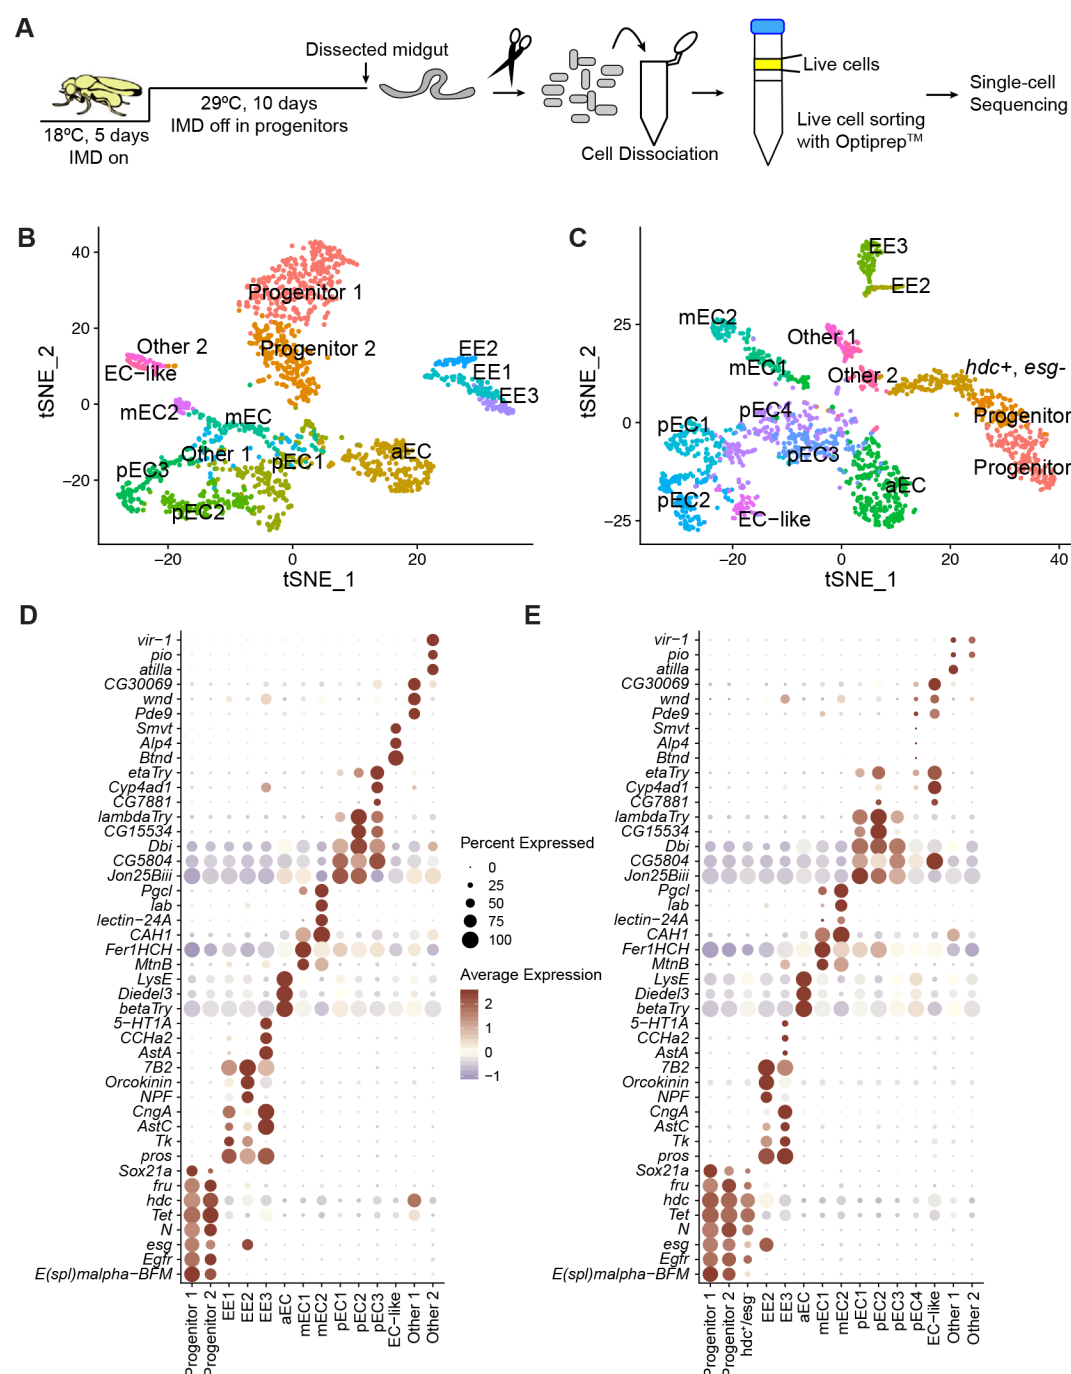 A
Dissected midgut
29ºC, 10 days
IMD off in progenitors
18ºC, 5 days
IMD on
Cell Dissociation
Live cells
Live cell sorting
with Optiprep™
Single-cell
Sequencing
B
tSNE_2
40
20
0
−20
Progenitor 1
Progenitor 2
Other 2
EC−like
EE2
EE1
EE3
mEC2
mEC
Other 1
pEC1
aEC
pEC3
pEC2
−20
0
20
tSNE_1
C
tSNE_2
25
0
−25
EE3
EE2
mEC2
Other 1
mEC1
Other 2
hdc+, esg-
pEC4
Progenitor
pEC1
pEC3
Progenitor
pEC2
aEC
EC−like
−20
0
20
40
tSNE_1
D
vir−1
pio
atilla
CG30069
wnd
Pde9
Smvt
Alp4
Btnd
etaTry
Cyp4ad1
CG7881
lambdaTry
CG15534
Dbi
CG5804
Jon25Biii
Pgcl
lab
lectin−24A
CAH1
Fer1HCH
MtnB
LysE
Diedel3
betaTry
5−HT1A
CCHa2
AstA
7B2
Orcokinin
NPF
CngA
AstC
Tk
pros
Sox21a
fru
hdc
Tet
N
esg
Egfr
E(spl)malpha−BFM
Progenitor 1
Progenitor 2
EE1
EE2
EE3
aEC
mEC1
mEC2
pEC1
pEC2
pEC3
EC−like
Other 1
Other 2
Percent Expressed
0
25
50
75
100
Average Expression
2
1
0
−1
E
vir−1
pio
atilla
CG30069
wnd
Pde9
Smvt
Alp4
Btnd
etaTry
Cyp4ad1
CG7881
lambdaTry
CG15534
Dbi
CG5804
Jon25Biii
Pgcl
lab
lectin−24A
CAH1
Fer1HCH
MtnB
LysE
Diedel3
betaTry
5−HT1A
CCHa2
AstA
7B2
Orcokinin
NPF
CngA
AstC
Tk
pros
Sox21a
fru
hdc
Tet
N
esg
Egfr
E(spl)malpha−BFM
Progenitor 1
Progenitor 2
hdc⁺/esg⁻
EE2
EE3
aEC
mEC1
mEC2
pEC1
pEC2
pEC3
pEC4
EC−like
Other 1
Other 2